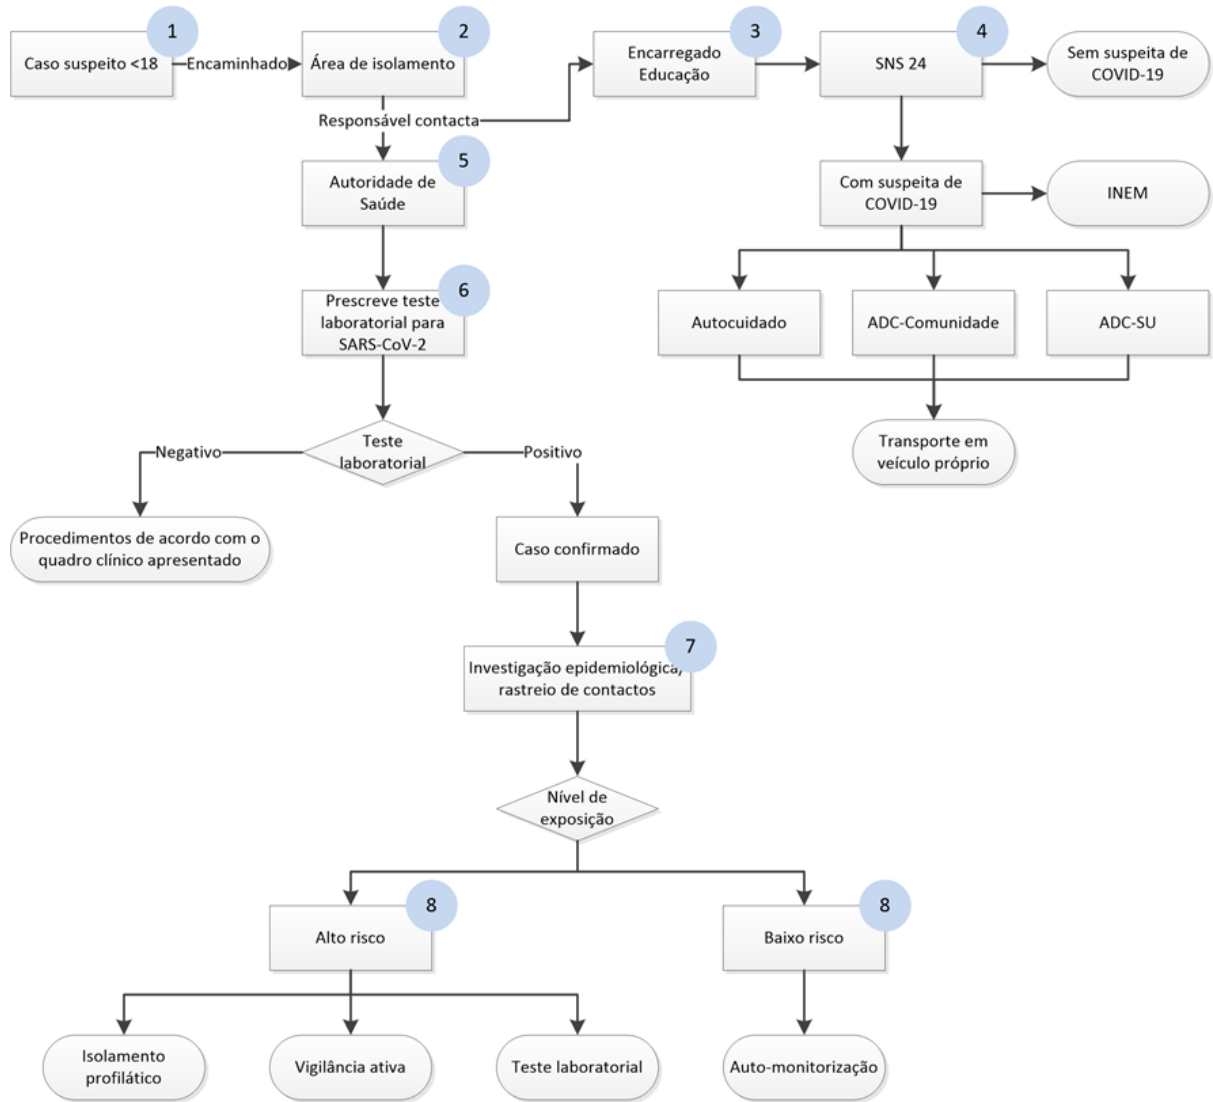 1
Caso suspeito <18
Encaminhado
2
Área de isolamento
3
Encarregado
Educação
4
SNS 24
Sem suspeita de
COVID-19
Responsável contacta
5
Autoridade de
Saúde
Com suspeita de
COVID-19
INEM
6
Prescreve teste
laboratorial para
SARS-CoV-2
Autocuidado
ADC-Comunidade
ADC-SU
Teste
laboratorial
Negativo
Positivo
Transporte em
veículo próprio
Procedimentos de acordo com o
quadro clínico apresentado
Caso confirmado
7
Investigação epidemiológica/
rastreio de contactos
Nível de
exposição
8
Alto risco
8
Baixo risco
Isolamento
profilático
Vigilância ativa
Teste laboratorial
Auto-monitorização